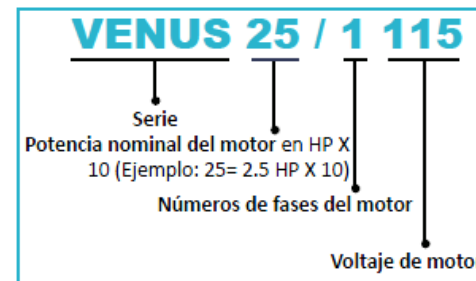 VENUS 25 / 1 115
Serie
Potencia nominal del motor en HP X
10 (Ejemplo: 25= 2.5 HP X 10)
Números de fases del motor
Voltaje de moto